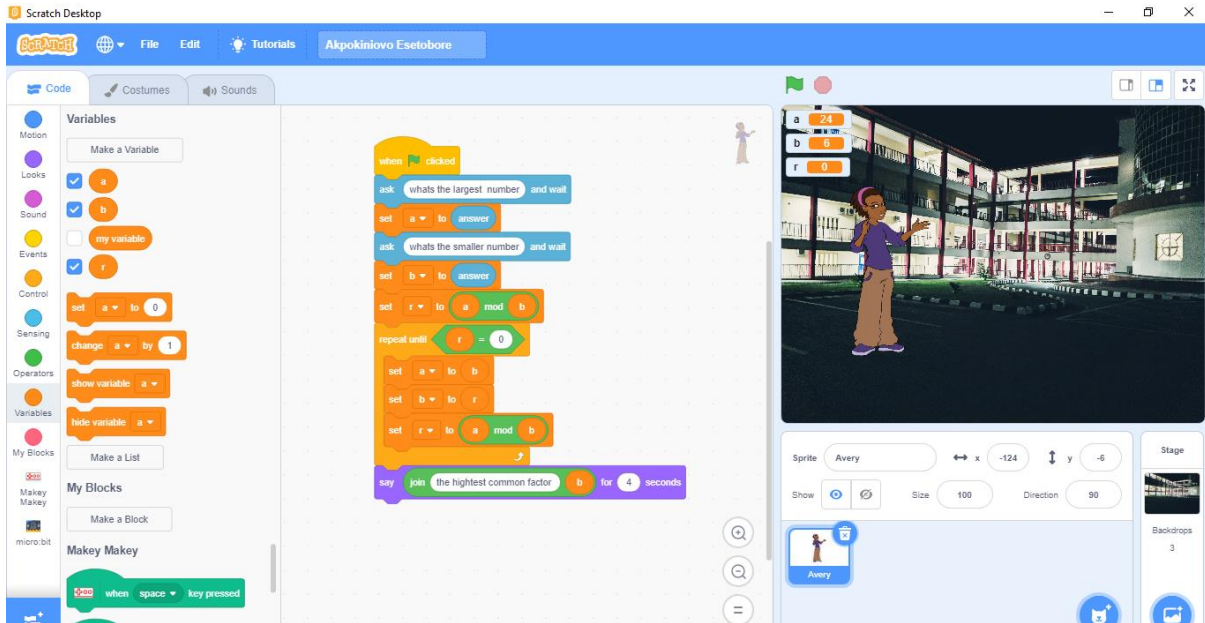 Scratch Desktop
SCRATCH File Edit Tutorials Akpokiniovo Esetobore
Code Costumes Sounds
Motion
Looks
Sound
Events
Control
Sensing
Operators
Variables
My Blocks
Makey
Makey
micro:bit
Variables
Make a Variable
a
b
my variable
r
set a to 0
change a by 1
show variable a
hide variable a
Make a List
My Blocks
Make a Block
Makey Makey
when space key pressed
when clicked
ask whats the largest number and wait
set a to answer
ask whats the smaller number and wait
set b to answer
set r to a mod b
repeat until r = 0
set a to b
set b to r
set r to a mod b
say join the hightest common factor b for 4 seconds
a 24
b 6
r 0
Sprite Avery x -124 y -6
Show Size 100 Direction 90
Avery
Stage
Backdrops
3